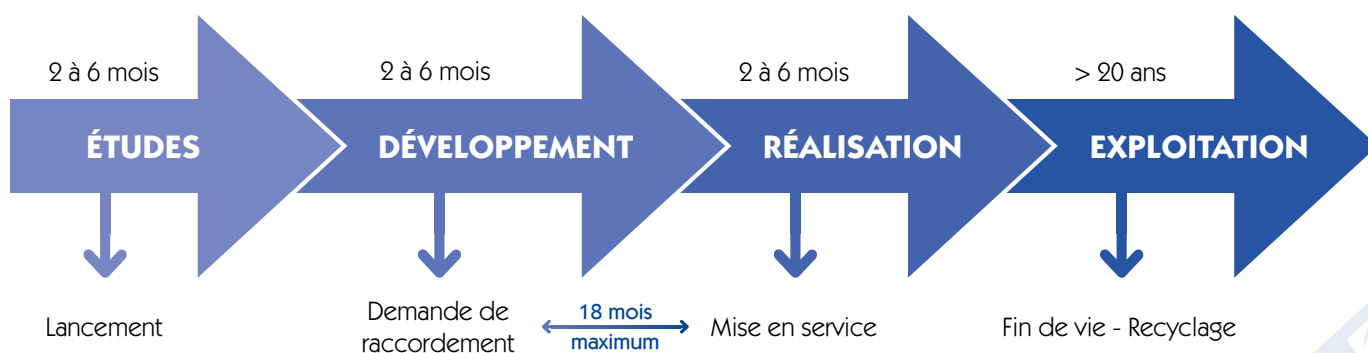 2 à 6 mois
2 à 6 mois
2 à 6 mois
> 20 ans
ÉTUDES
DÉVELOPPEMENT
RÉALISATION
EXPLOITATION
Lancement
Demande de
raccordement
18 mois
maximum
Mise en service
Fin de vie - Recyclage